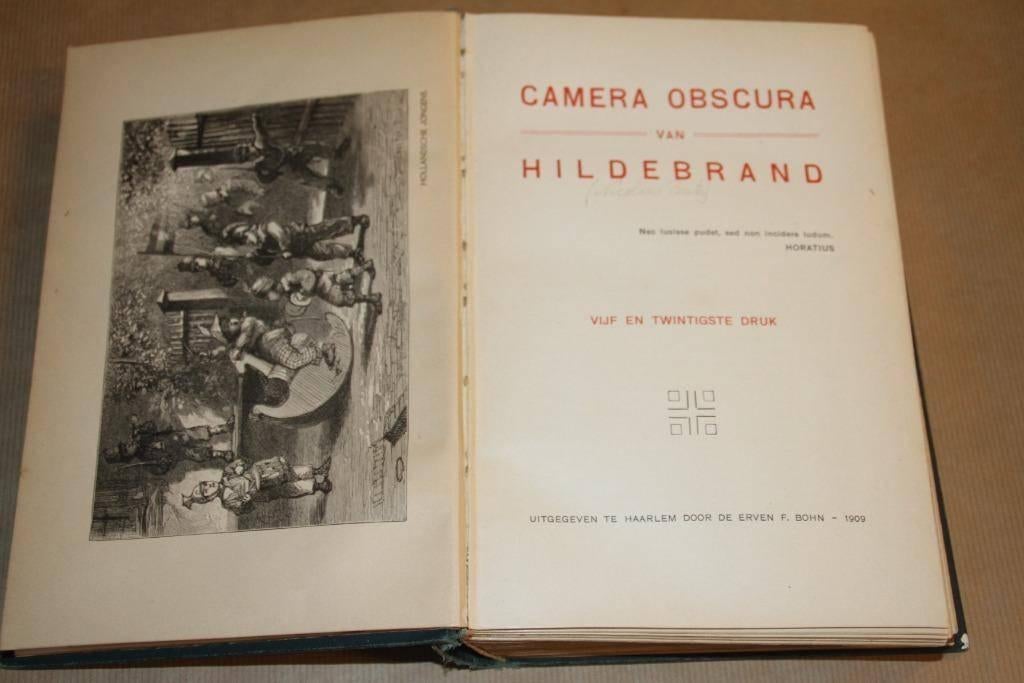 HOLLANDSCHE JONGENS.
CAMERA OBSCURA
VAN
HILDEBRAND
Nec lusisse pudet, sed non incidere ludum.
HORATIUS
VIJF EN TWINTIGSTE DRUK
UITGEGEVEN TE HAARLEM DOOR DE ERVEN F. BOHN - 1909